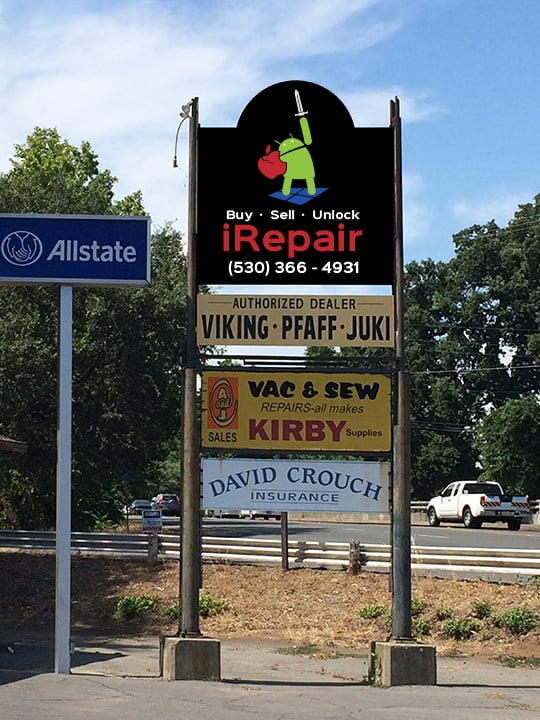 Buy · Sell · Unlock
iRepair
(530) 366 - 4931
Allstate
AUTHORIZED DEALER
VIKING · PFAFF · JUKI
VAC & SEW
REPAIRS-all makes
SALES
KIRBY Supplies
DAVID CROUCH
INSURANCE